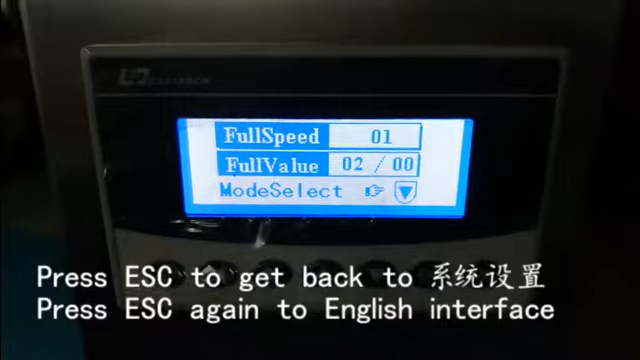 FullSpeed 01
FullValue 02 / 00
ModeSelect
Press ESC to get back to 系统设置
Press ESC again to English interface